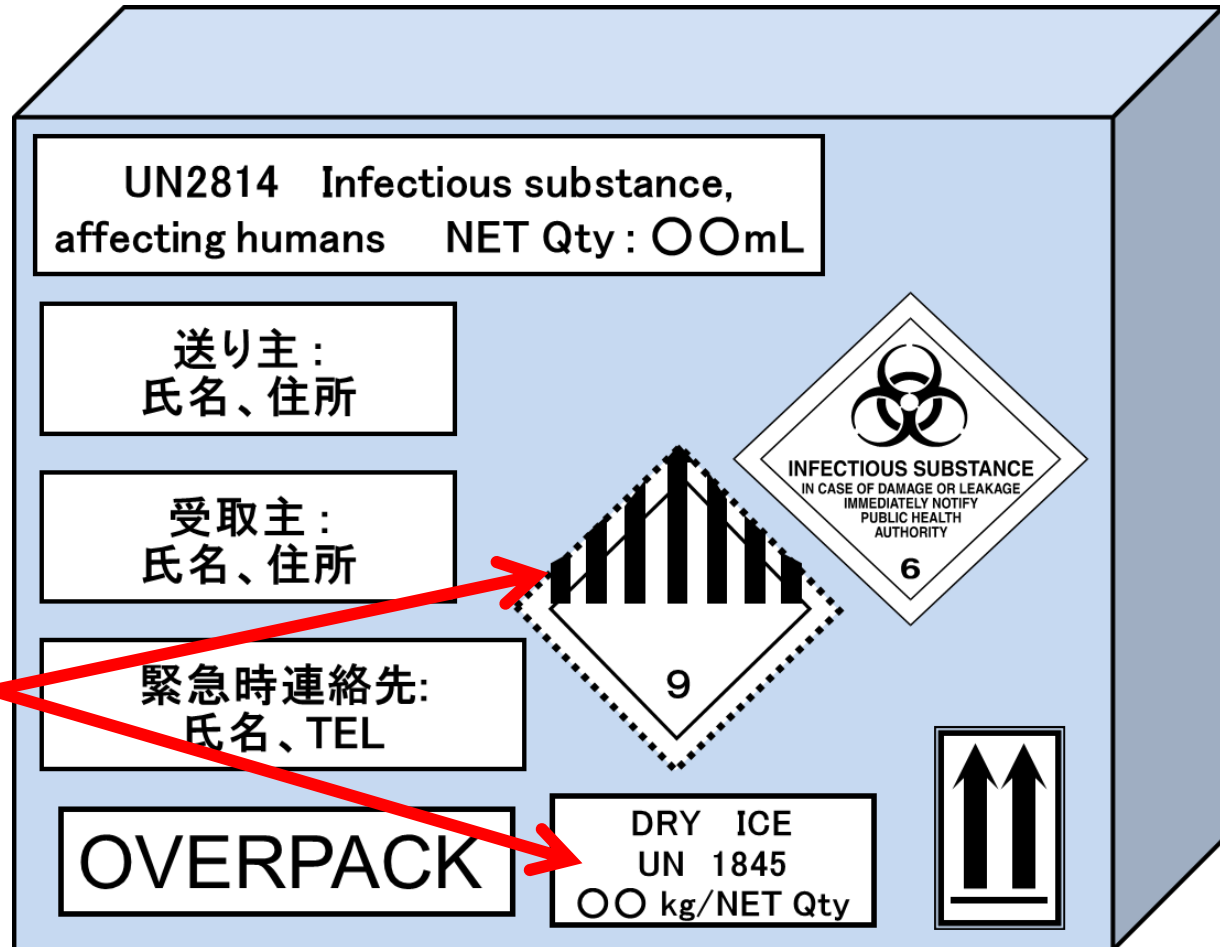 UN2814 Infectious substance,
affecting humans NET Qty : 〇〇mL
送り主：
氏名、住所
受取主：
氏名、住所
緊急時連絡先:
氏名、TEL
OVERPACK
INFECTIOUS SUBSTANCE
IN CASE OF DAMAGE OR LEAKAGE
IMMEDIATELY NOTIFY
PUBLIC HEALTH
AUTHORITY
6
9
DRY ICE
UN 1845
〇〇 kg/NET Qty